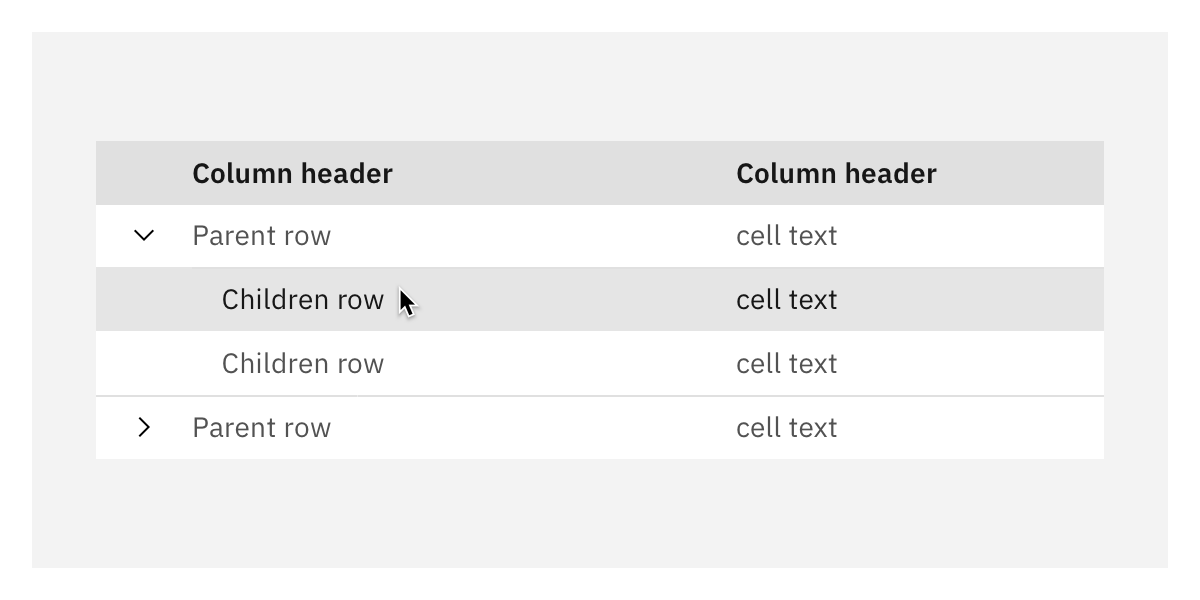 Column header Column header
Parent row cell text
Children row cell text
Children row cell text
Parent row cell text